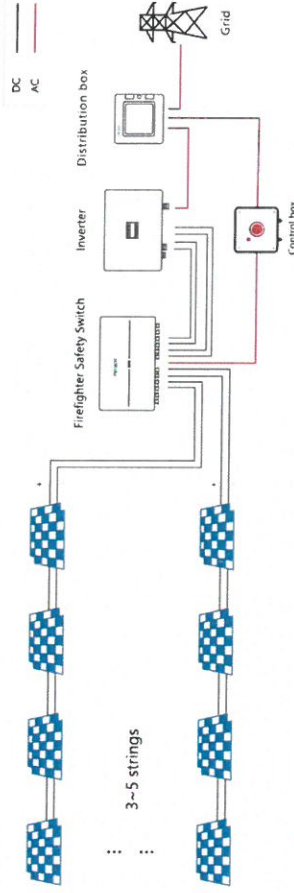 DC
AC
Grid
Distribution box
Inverter
Control box
Firefighter Safety Switch
+
-
3~5 strings